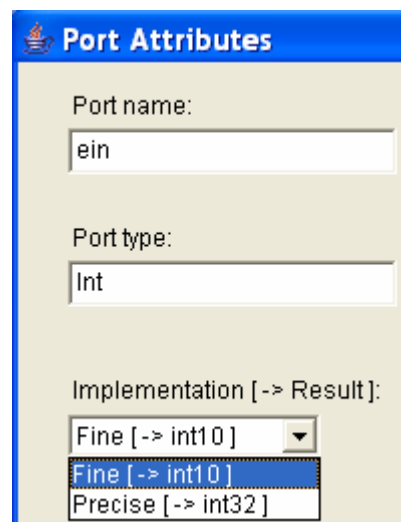 Port Attributes
Port name:
ein
Port type:
Int
Implementation [ -> Result ]:
Fine [ -> int10 ]
Fine [ -> int10 ]
Precise [ -> int32 ]